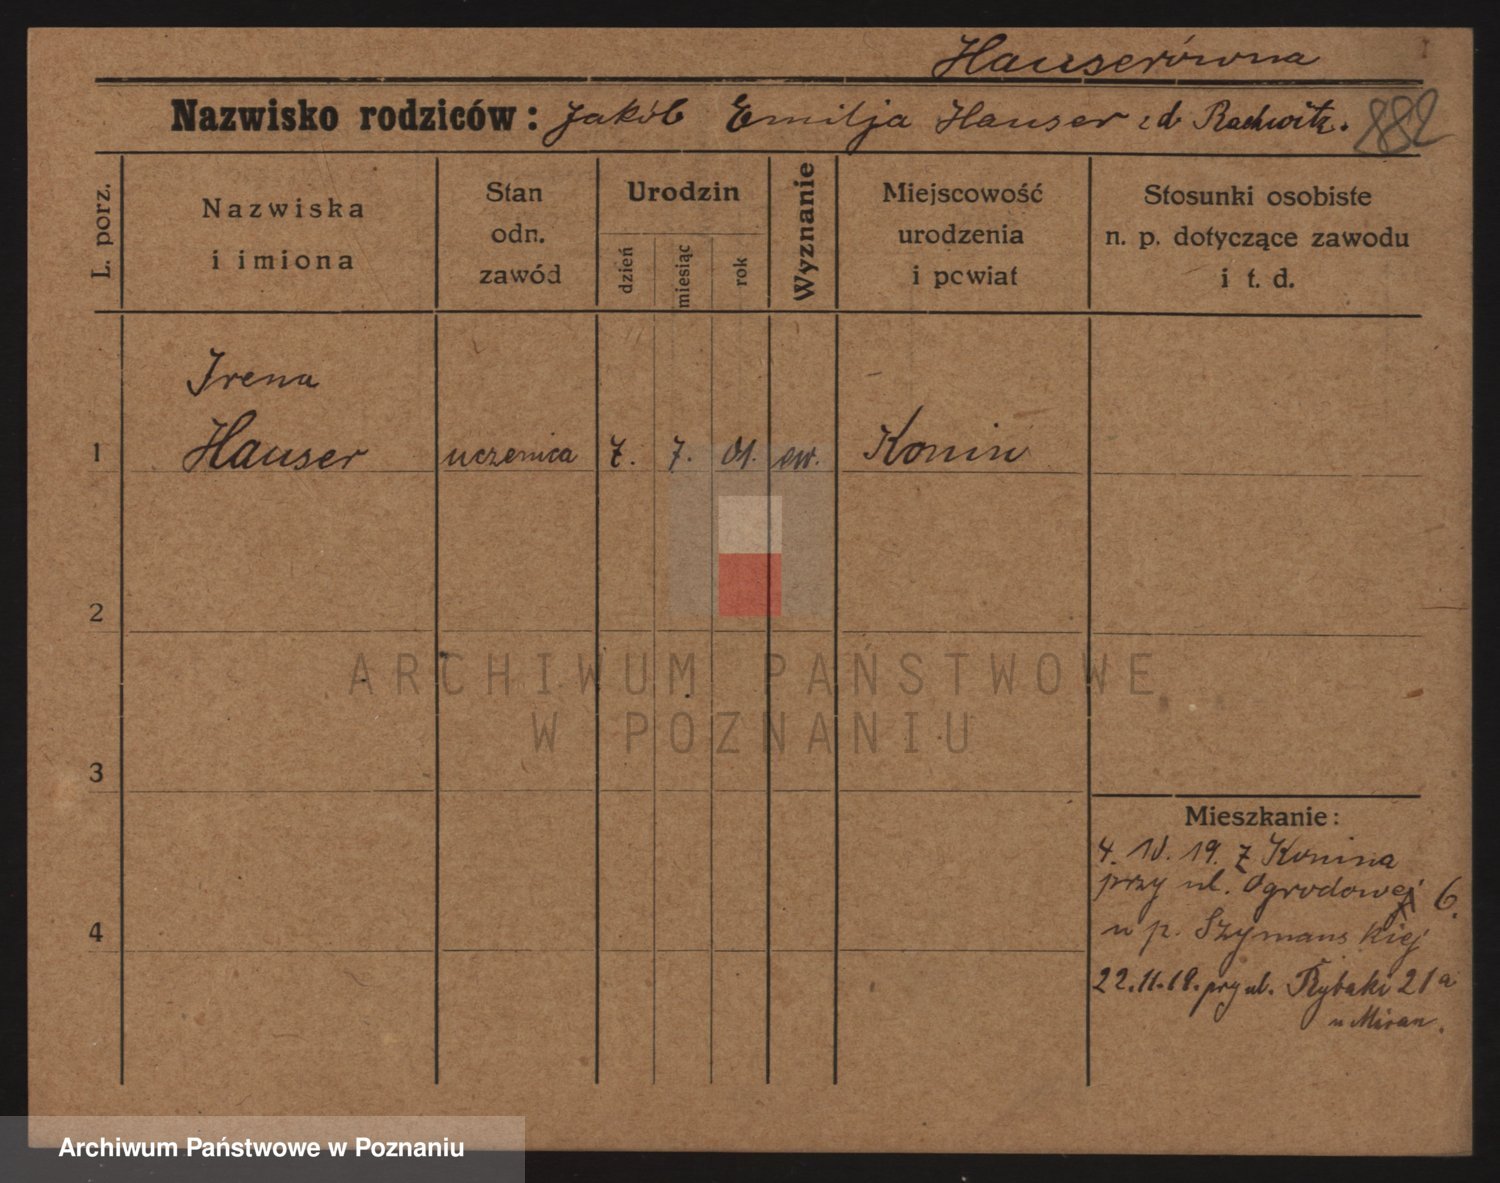 Hauserówna
Nazwisko rodziców: Jakób Emilja Hauser z d Rachwitz.
882
L. porz.
Nazwiska
i imiona
Stan
odn.
zawód
Urodzin
dzień
miesiąc
rok
Wyznanie
Miejscowość
urodzenia
i powiat
Stosunki osobiste
n. p. dotyczące zawodu
i t. d.
Irena
1 Hauser uczenica 7. 7. 01. ew. Konin
2
3
4
Mieszkanie:
4. 10. 19. z Konina
przy ul. Ogrodowej 6.
u p. Szymanskiej
22.11.19. przy ul. Rybaki 21a
u Miran.
ARCHIWUM PAŃSTWOWE
W POZNANIU
Archiwum Państwowe w Poznaniu